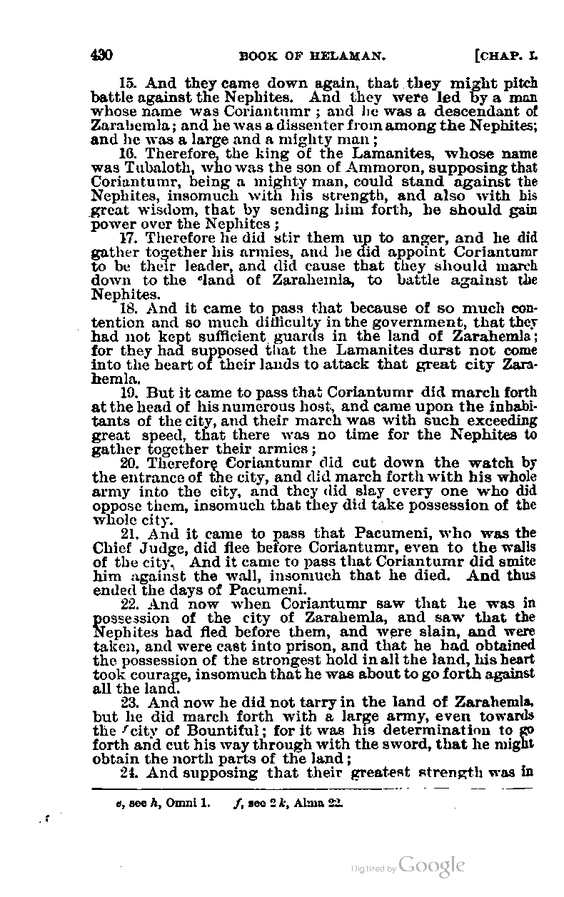 430 BOOK OF HELAMAN. [CHAP. I.
15. And they came down again, that they might pitch
battle against the Nephites. And they were led by a man
whose name was Coriantumr ; and he was a descendant of
Zarahemla; and he was a dissenter from among the Nephites;
and he was a large and a mighty man ;
16. Therefore, the king of the Lamanites, whose name
was Tubaloth, who was the son of Ammoron, supposing that
Coriantumr, being a mighty man, could stand against the
Nephites, insomuch with his strength, and also with his
great wisdom, that by sending him forth, he should gain
power over the Nephites ;
17. Therefore he did stir them up to anger, and he did
gather together his armies, and he did appoint Coriantumr
to be their leader, and did cause that they should march
down to the ᵉland of Zarahemla, to battle against the
Nephites.
18. And it came to pass that because of so much con-
tention and so much difficulty in the government, that they
had not kept sufficient guards in the land of Zarahemla;
for they had supposed that the Lamanites durst not come
into the heart of their lands to attack that great city Zara-
hemla.
19. But it came to pass that Coriantumr did march forth
at the head of his numerous host, and came upon the inhabi-
tants of the city, and their march was with such exceeding
great speed, that there was no time for the Nephites to
gather together their armies ;
20. Therefore Coriantumr did cut down the watch by
the entrance of the city, and did march forth with his whole
army into the city, and they did slay every one who did
oppose them, insomuch that they did take possession of the
whole city.
21. And it came to pass that Pacumeni, who was the
Chief Judge, did flee before Coriantumr, even to the walls
of the city. And it came to pass that Coriantumr did smite
him against the wall, insomuch that he died. And thus
ended the days of Pacumeni.
22. And now when Coriantumr saw that he was in
possession of the city of Zarahemla, and saw that the
Nephites had fled before them, and were slain, and were
taken, and were cast into prison, and that he had obtained
the possession of the strongest hold in all the land, his heart
took courage, insomuch that he was about to go forth against
all the land.
23. And now he did not tarry in the land of Zarahemla,
but he did march forth with a large army, even towards
the ᶠcity of Bountiful; for it was his determination to go
forth and cut his way through with the sword, that he might
obtain the north parts of the land ;
24. And supposing that their greatest strength was in
e, see h, Omni 1. f, see 2 k, Alma 22.
Digitized by Google